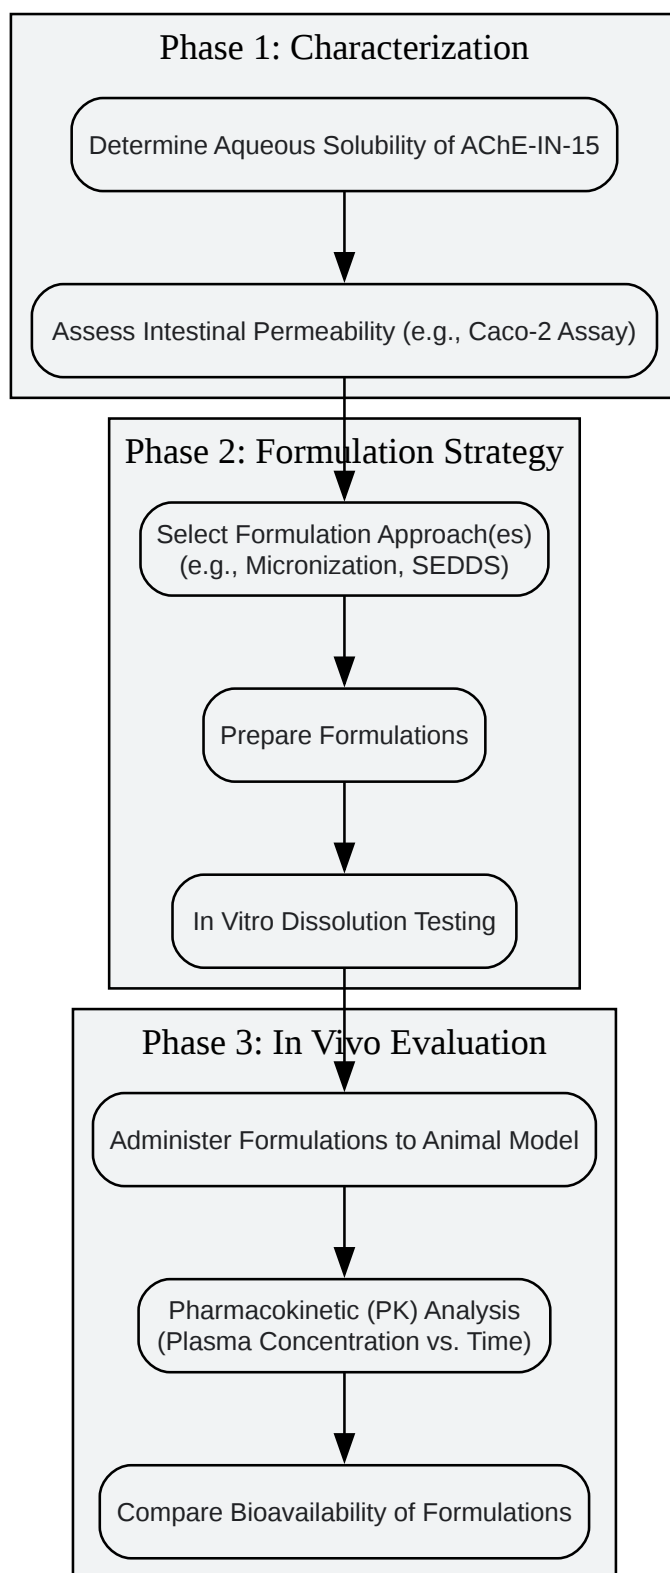 Phase 1: Characterization
Determine Aqueous Solubility of AChE-IN-15
Assess Intestinal Permeability (e.g., Caco-2 Assay)
Phase 2: Formulation Strategy
Select Formulation Approach(es)
(e.g., Micronization, SEDDS)
Prepare Formulations
In Vitro Dissolution Testing
Phase 3: In Vivo Evaluation
Administer Formulations to Animal Model
Pharmacokinetic (PK) Analysis
(Plasma Concentration vs. Time)
Compare Bioavailability of Formulations